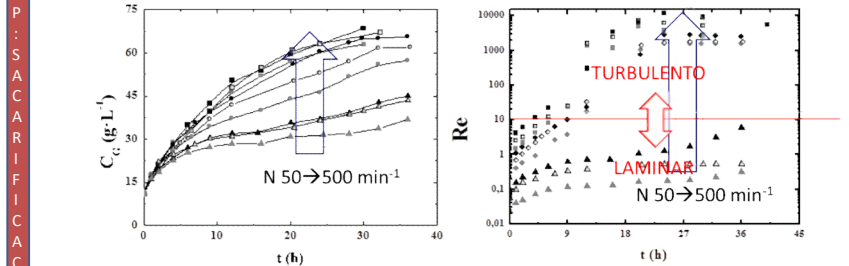 P
:
S
A
C
A
R
I
F
I
C
A
C
C_G (g·L⁻¹)
75
60
45
30
15
0
0
10
20
30
40
t (h)
N 50→500 min⁻¹
Re
10000
1000
100
10
1
0,1
0,01
0
9
18
27
36
45
t (h)
TURBULENTO
LAMINAR
N 50→500 min⁻¹